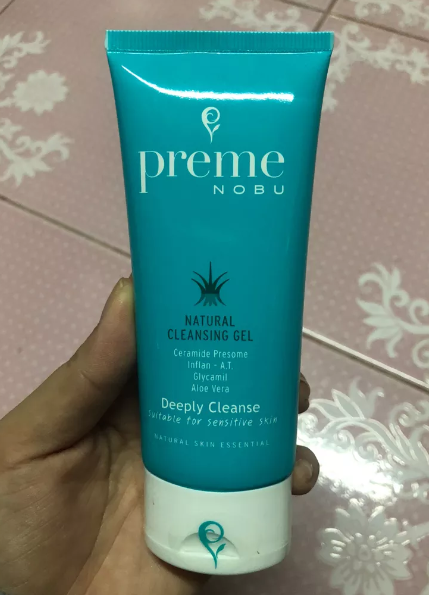 preme
NOBU
NATURAL
CLEANSING GEL
Ceramide Presome
Inflan - A.T.
Glycamil
Aloe Vera
Deeply Cleanse
Suitable for Sensitive Skin
NATURAL SKIN ESSENTIAL